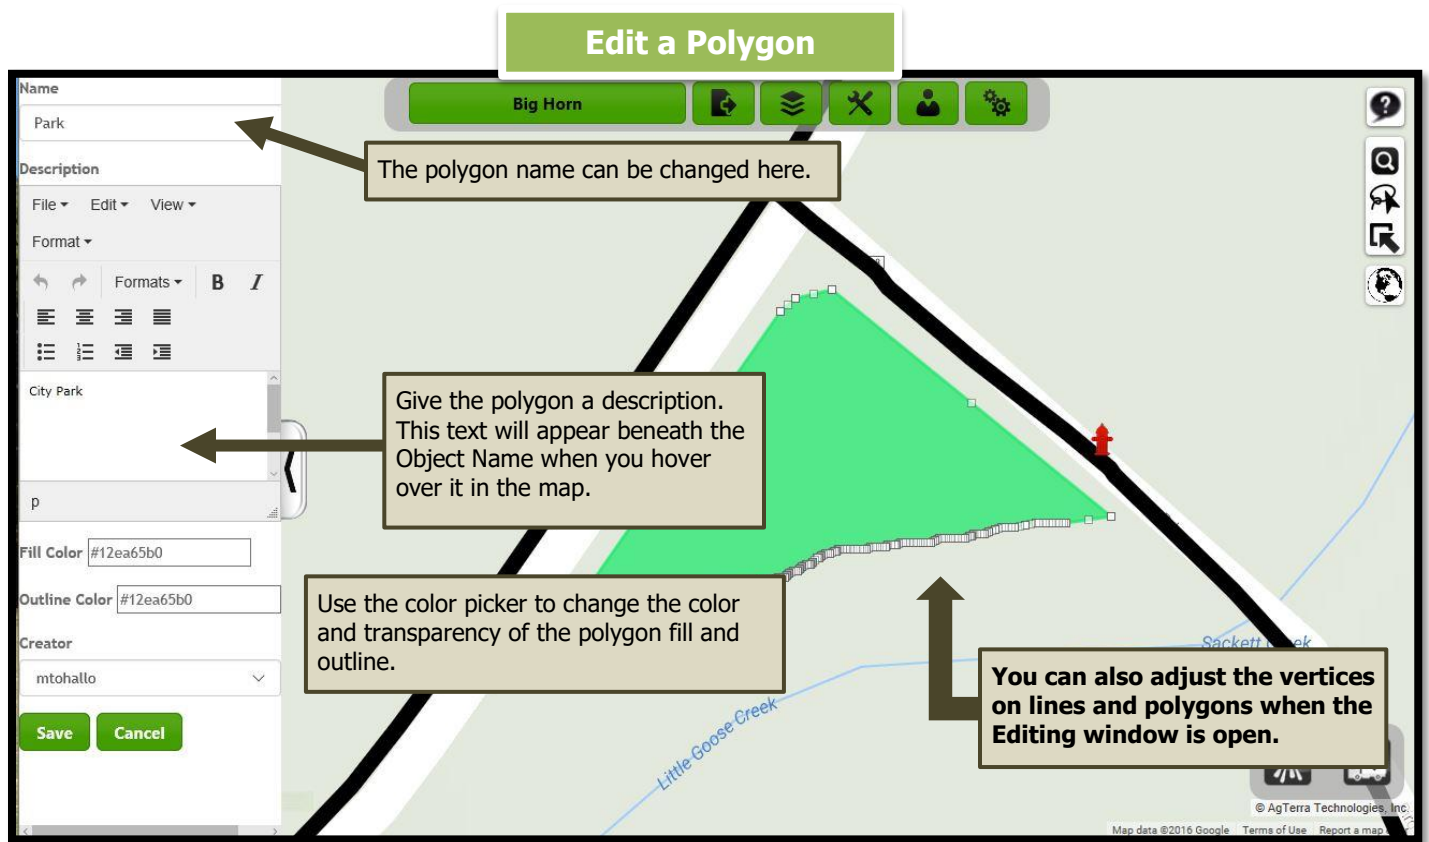 Edit a Polygon
Name
Park
Description
File
Edit
View
Format
Formats
B
I
City Park
p
Fill Color #12ea65b0
Outline Color #12ea65b0
Creator
mtohallo
Save
Cancel
Big Horn
The polygon name can be changed here.
Give the polygon a description.
This text will appear beneath the
Object Name when you hover
over it in the map.
Use the color picker to change the color
and transparency of the polygon fill and
outline.
You can also adjust the vertices
on lines and polygons when the
Editing window is open.
Little Goose Creek
Sackett
© AgTerra Technologies, Inc.
Map data ©2016 Google
Terms of Use
Report a map